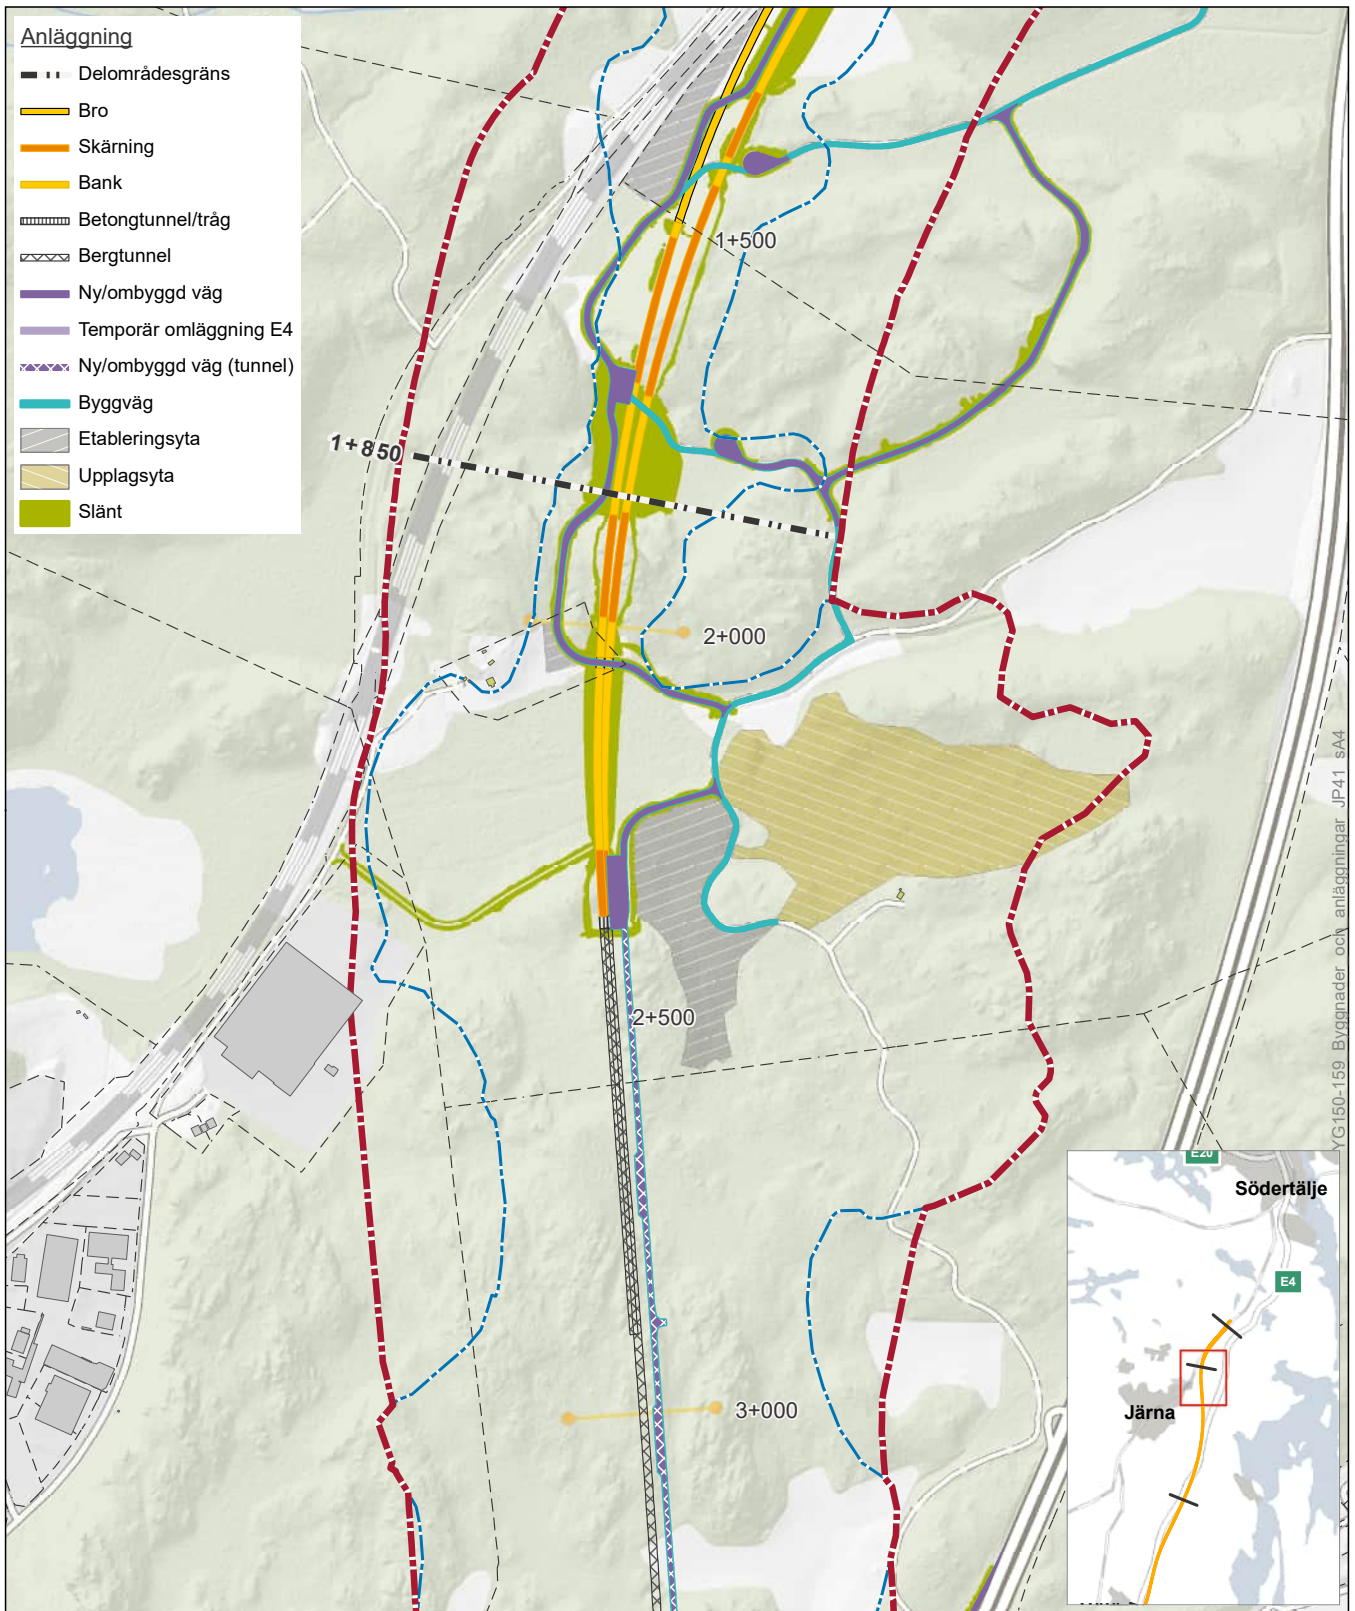 Anläggning
Delområdesgräns
Bro
Skärning
Bank
Betongtunnel/tråg
Bergtunnel
Ny/ombyggd väg
Temporär omläggning E4
Ny/ombyggd väg (tunnel)
Byggväg
Etableringsyta
Upplagsyta
Slänt
1+500
1+850
2+000
2+500
3+000
YG150-159 Byggnader och anläggningar JP41 sA4
E20
Södertälje
E4
Järna